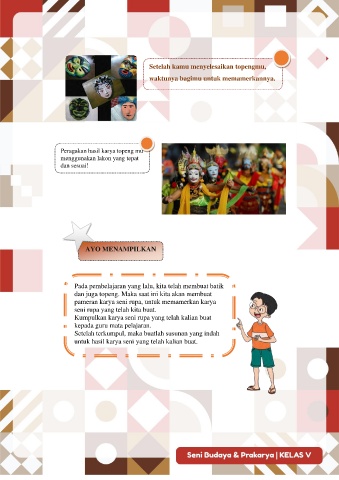 Setelah kamu menyelesaikan topengmu,
waktunya bagimu untuk memamerkannya.
Peragakan hasil karya topeng mu
menggunakan lakon yang tepat
dan sesuai!
AYO MENAMPILKAN
Pada pembelajaran yang lalu, kita telah membuat batik
dan juga topeng. Maka saat ini kita akan membuat
pameran karya seni rupa, untuk memamerkan karya
seni rupa yang telah kita buat.
Kumpulkan karya seni rupa yang telah kalian buat
kepada guru mata pelajaran.
Setelah terkumpul, maka buatlah susunan yang indah
untuk hasil karya seni yang telah kalian buat.
Seni Budaya & Prakarya | KELAS V